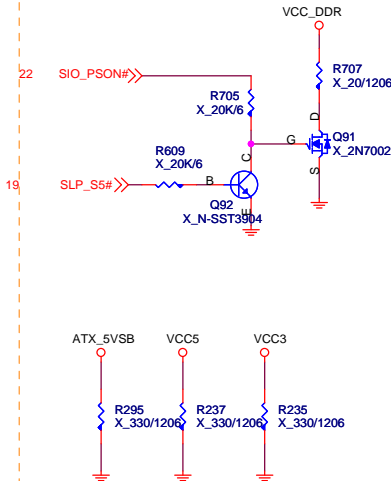 VCC_DDR
22 SIO_PSON#
R705
X_20K/6
R707
X_20/1206
D
G
Q91
X_2N7002
S
R609
X_20K/6
C
19 SLP_S5#
B
Q92
X_N-SST3904
E
ATX_5VSB VCC5 VCC3
R295 R237 R235
X_330/1206 X_330/1206 X_330/1206